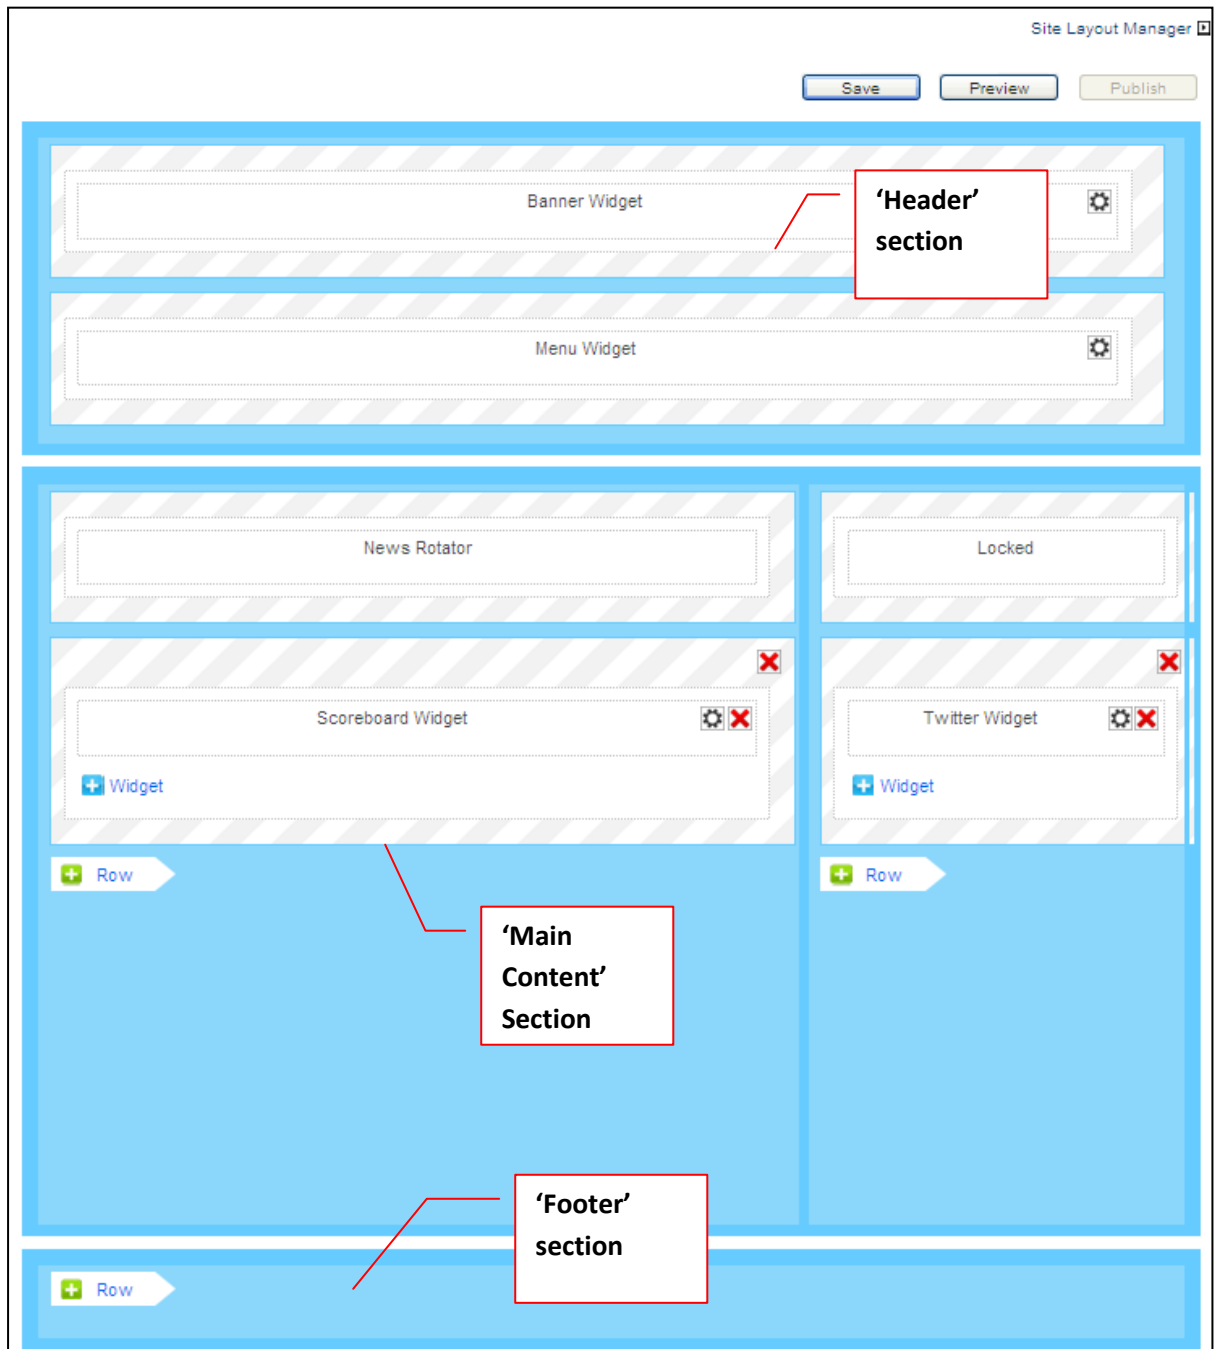 Site Layout Manager
Save Preview Publish
Banner Widget
‘Header’
section
Menu Widget
News Rotator
Locked
Scoreboard Widget
Widget
Twitter Widget
Widget
Row
Row
‘Main
Content’
Section
‘Footer’
section
Row